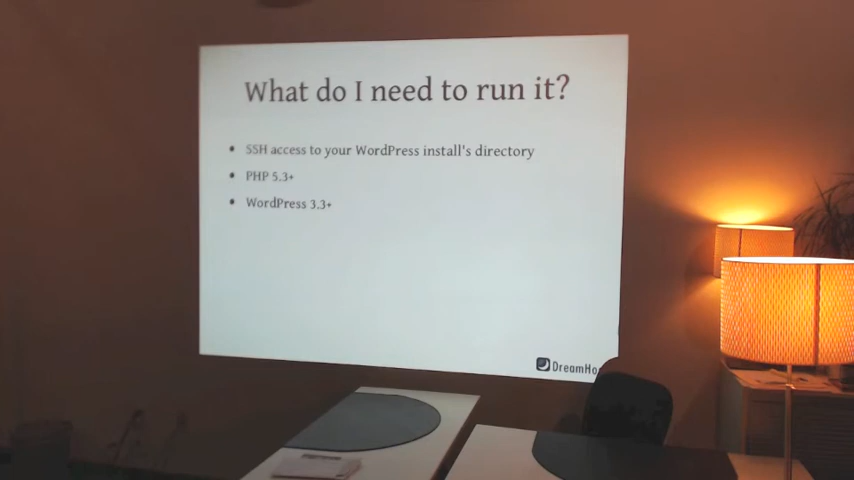 What do I need to run it?
• SSH access to your WordPress install's directory
• PHP 5.3+
• WordPress 3.3+
DreamHo